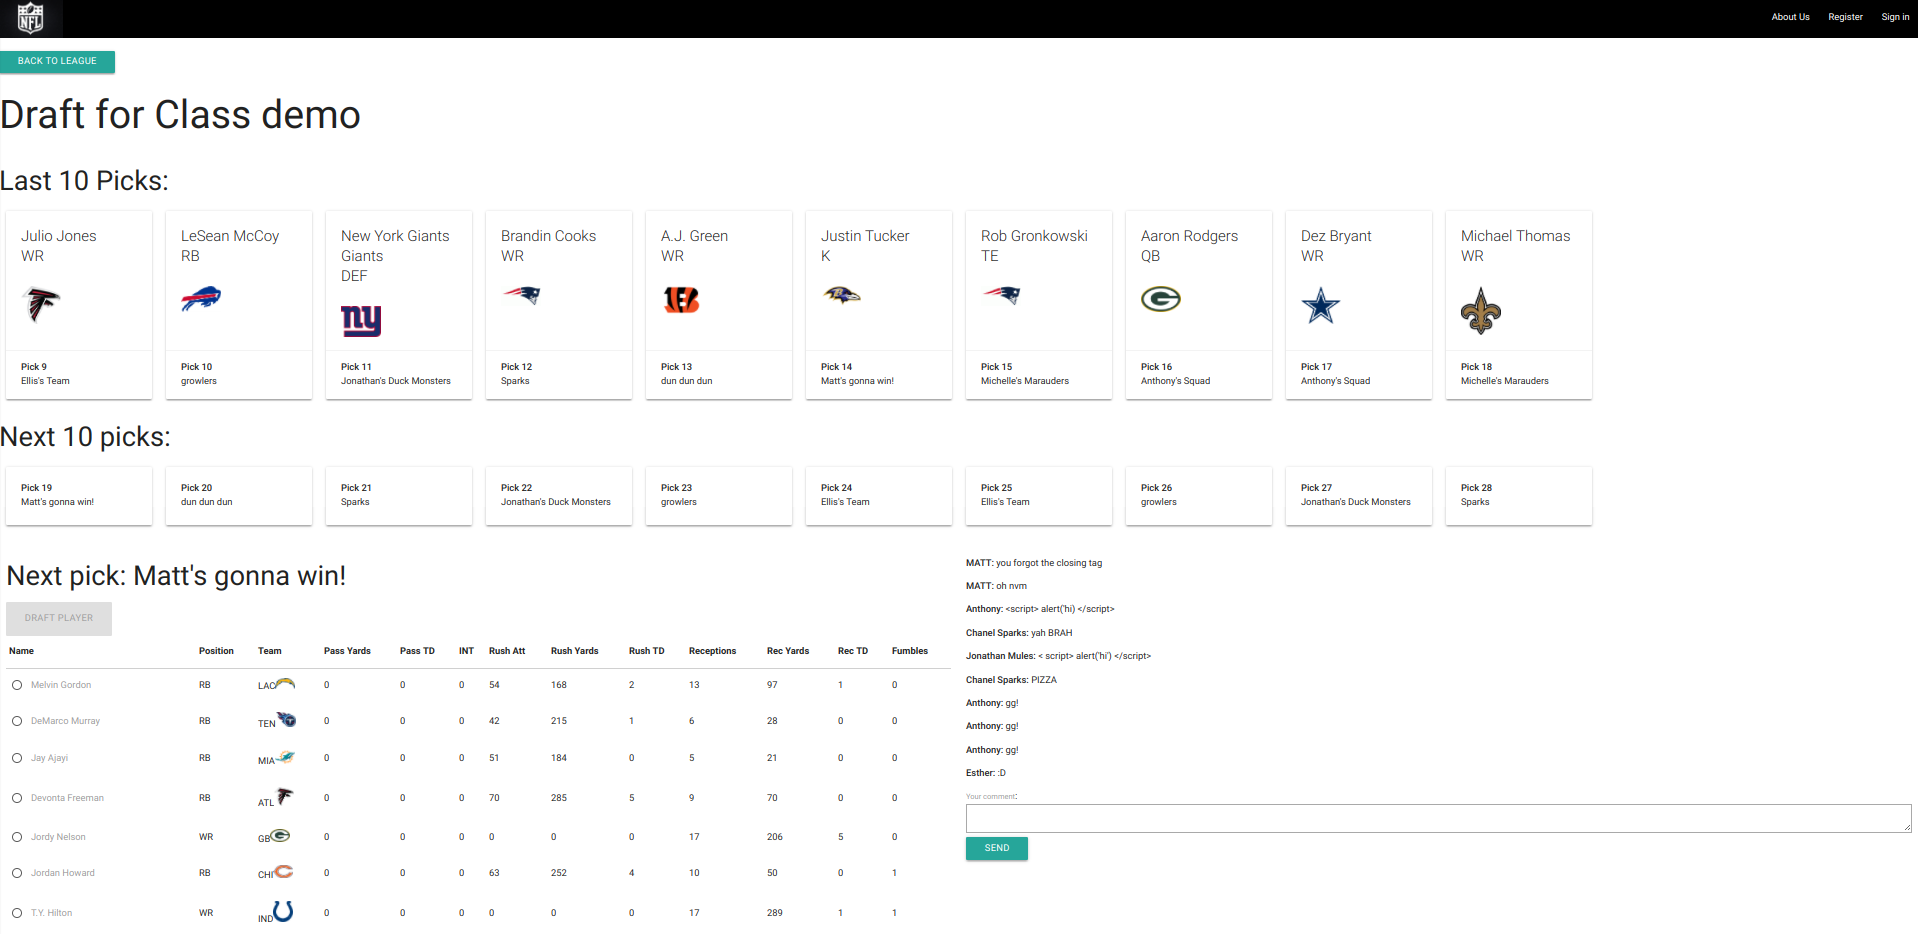 NFL
About Us Register Sign in
BACK TO LEAGUE
Draft for Class demo
Last 10 Picks:
Julio Jones
WR
Pick 9
Ellis's Team
LeSean McCoy
RB
Pick 10
growlers
New York Giants
Giants
DEF
ny
Pick 11
Jonathan's Duck Monsters
Brandin Cooks
WR
Pick 12
Sparks
A.J. Green
WR
Pick 13
dun dun dun
Justin Tucker
K
Pick 14
Matt's gonna win!
Rob Gronkowski
TE
Pick 15
Michelle's Marauders
Aaron Rodgers
QB
G
Pick 16
Anthony's Squad
Dez Bryant
WR
Pick 17
Anthony's Squad
Michael Thomas
WR
Pick 18
Michelle's Marauders
Next 10 picks:
Pick 19
Matt's gonna win!
Pick 20
dun dun dun
Pick 21
Sparks
Pick 22
Jonathan's Duck Monsters
Pick 23
growlers
Pick 24
Ellis's Team
Pick 25
Ellis's Team
Pick 26
growlers
Pick 27
Jonathan's Duck Monsters
Pick 28
Sparks
Next pick: Matt's gonna win!
DRAFT PLAYER
Name Position Team Pass Yards Pass TD INT Rush Att Rush Yards Rush TD Receptions Rec Yards Rec TD Fumbles
Melvin Gordon RB LAC 0 0 0 54 168 2 13 97 1 0
DeMarco Murray RB TEN 0 0 0 42 215 1 6 28 0 0
Jay Ajayi RB MIA 0 0 0 51 184 0 5 21 0 0
Devonta Freeman RB ATL 0 0 0 70 285 5 9 70 0 0
Jordy Nelson WR GB 0 0 0 0 0 0 17 206 5 0
Jordan Howard RB CHI 0 0 0 63 252 4 10 50 0 1
T.Y. Hilton WR IND 0 0 0 0 0 0 17 289 1 1
MATT: you forgot the closing tag
MATT: oh nvm
Anthony: <script> alert('hi) </script>
Chanel Sparks: yah BRAH
Jonathan Mules: < script> alert('hi') </script>
Chanel Sparks: PIZZA
Anthony: gg!
Anthony: gg!
Anthony: gg!
Esther: :D
Your comment:
SEND